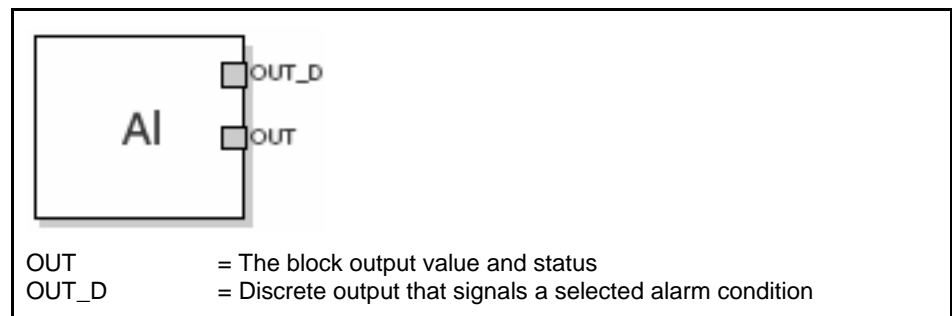 OUT_D
AI
OUT
OUT = The block output value and status
OUT_D = Discrete output that signals a selected alarm condition